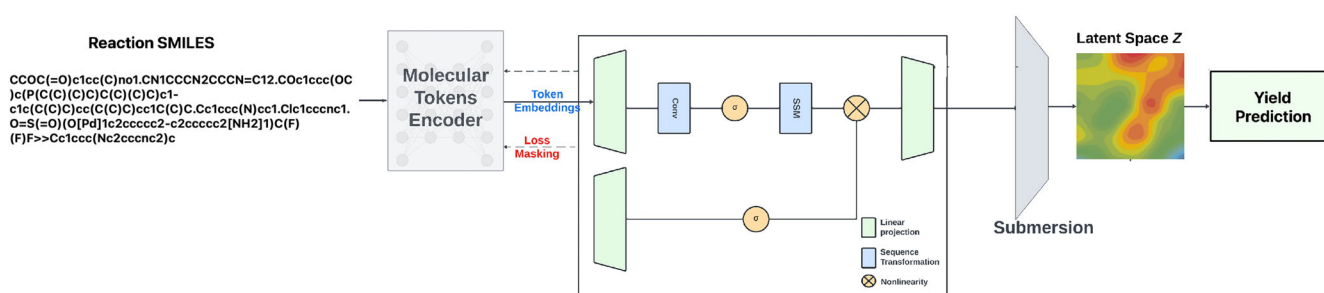 Reaction SMILES
CCOC(=O)c1cc(C)no1.CN1CCCN2CCCN=C12.COc1ccc(OC
)c(P(C(C)(C)C)C(C)(C)C)c1-
c1c(C(C)C)cc(C(C)C)cc1C(C)C.Cc1ccc(N)cc1.Clc1cccnc1.
O=S(=O)(O[Pd]1c2ccccc2-c2ccccc2[NH2]1)C(F)
(F)F>>Cc1ccc(Nc2cccnc2)c
Molecular
Tokens
Encoder
Token
Embeddings
Loss
Masking
Conv
σ
SSM
σ
Linear
projection
Sequence
Transformation
Nonlinearity
Submersion
Latent Space Z
Yield
Prediction